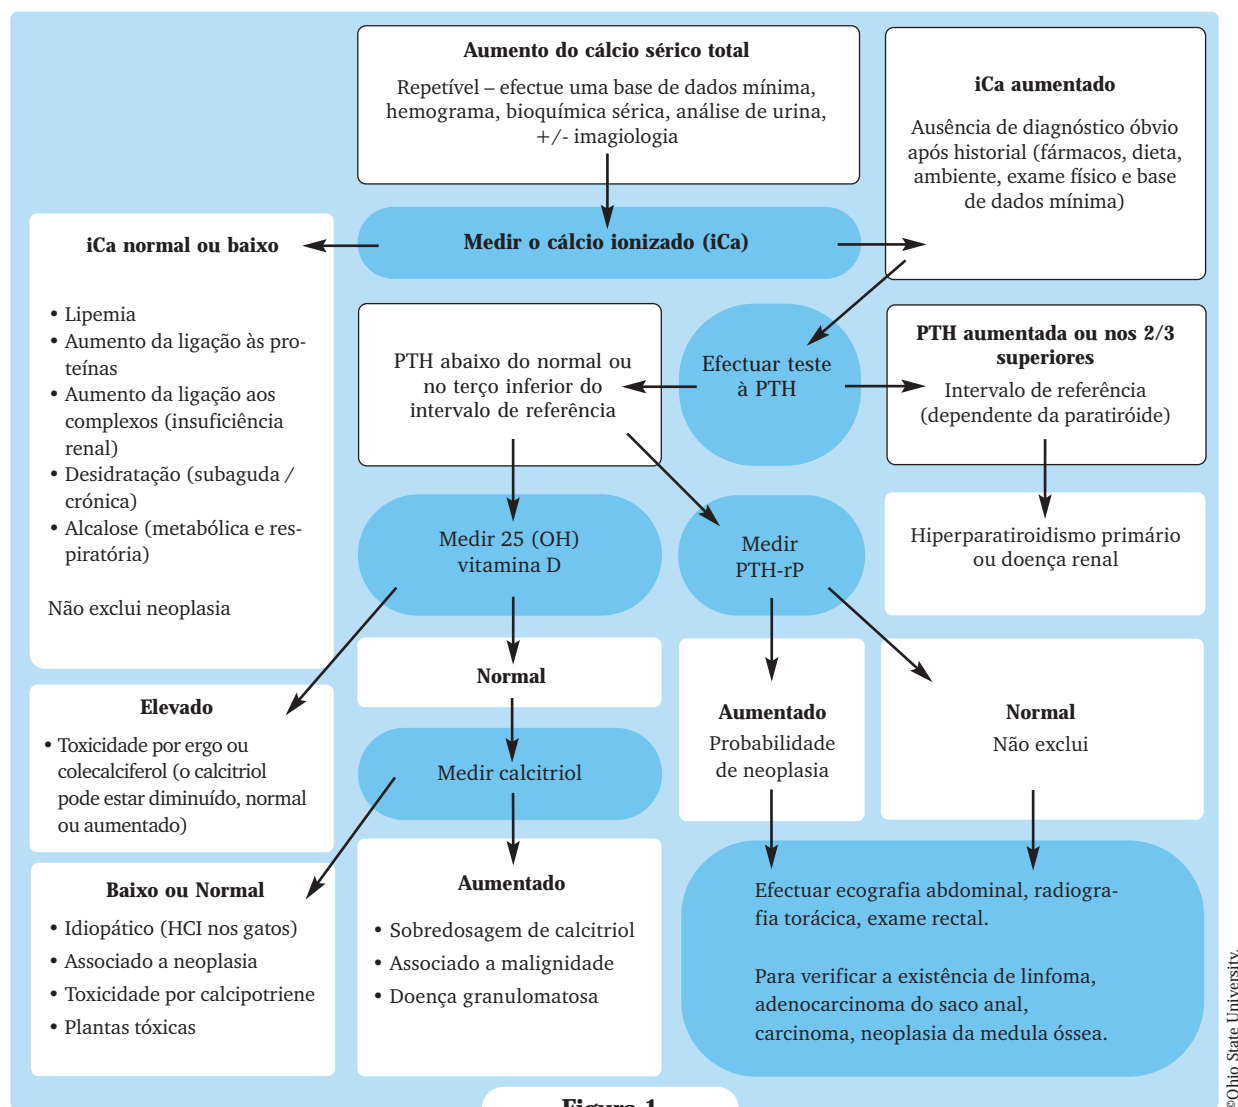 Aumento do cálcio sérico total
Repetível – efectue uma base de dados mínima,
hemograma, bioquímica sérica, análise de urina,
+/- imagiologia
iCa aumentado
Ausência de diagnóstico óbvio
após historial (fármacos, dieta,
ambiente, exame físico e base
de dados mínima)
Medir o cálcio ionizado (iCa)
iCa normal ou baixo
• Lipemia
• Aumento da ligação às pro-
teínas
• Aumento da ligação aos
complexos (insuficiência
renal)
• Desidratação (subaguda /
crónica)
• Alcalose (metabólica e res-
piratória)
Não exclui neoplasia
PTH abaixo do normal ou
no terço inferior do
intervalo de referência
Efectuar teste
à PTH
PTH aumentada ou nos 2/3
superiores
Intervalo de referência
(dependente da paratiróide)
Medir 25 (OH)
vitamina D
Medir
PTH-rP
Hiperparatiroidismo primário
ou doença renal
Elevado
• Toxicidade por ergo ou
colecalciferol (o calcitriol
pode estar diminuído, normal
ou aumentado)
Normal
Aumentado
Probabilidade
de neoplasia
Normal
Não exclui
Medir calcitriol
Baixo ou Normal
• Idiopático (HCI nos gatos)
• Associado a neoplasia
• Toxicidade por calcipotriene
• Plantas tóxicas
Aumentado
• Sobredosagem de calcitriol
• Associado a malignidade
• Doença granulomatosa
Efectuar ecografia abdominal, radiogra-
fia torácica, exame rectal.
Para verificar a existência de linfoma,
adenocarcinoma do saco anal,
carcinoma, neoplasia da medula óssea.
©Ohio State University.
Figura 1